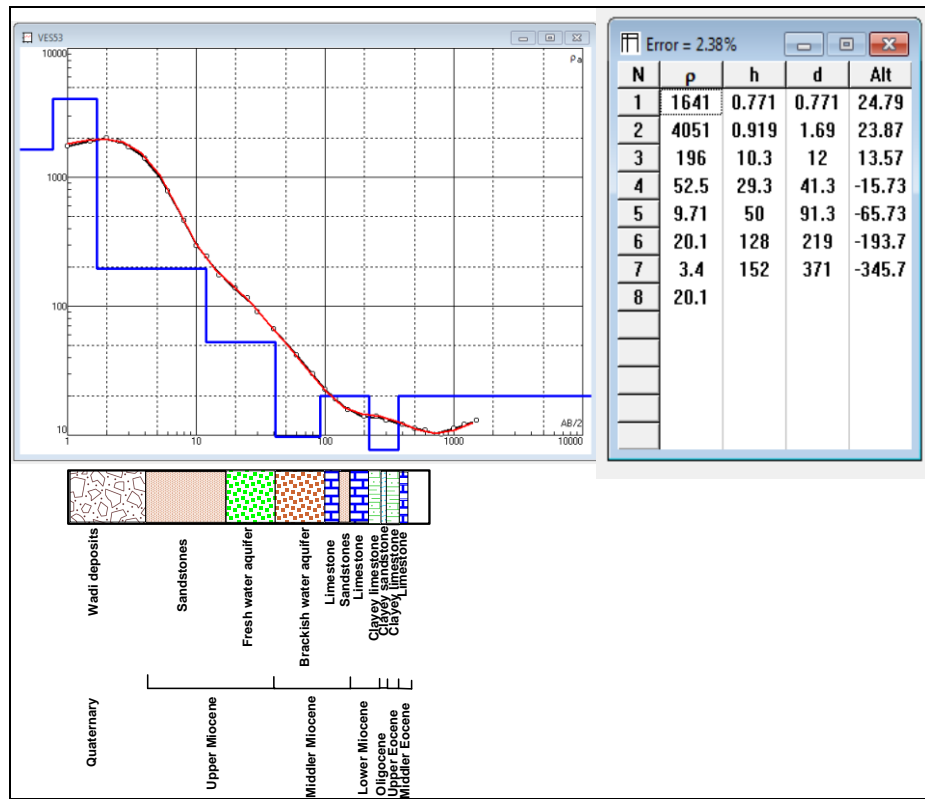 VES53
10000
ρa
1000
100
10
AB/2
1
10
100
1000
10000
Error = 2.38%
N ρ h d Alt
1 1641 0.771 0.771 24.79
2 4051 0.919 1.69 23.87
3 196 10.3 12 13.57
4 52.5 29.3 41.3 -15.73
5 9.71 50 91.3 -65.73
6 20.1 128 219 -193.7
7 3.4 152 371 -345.7
8 20.1
Wadi deposits
Sandstones
Fresh water aquifer
Brackish water aquifer
Limestone
Sandstones
Limestone
Clayey limestone
Clayey sandstone
Clayey limestone
Limestone
Quaternary
Upper Miocene
Middler Miocene
Lower Miocene
Oligocene
Upper Eocene
Middler Eocene